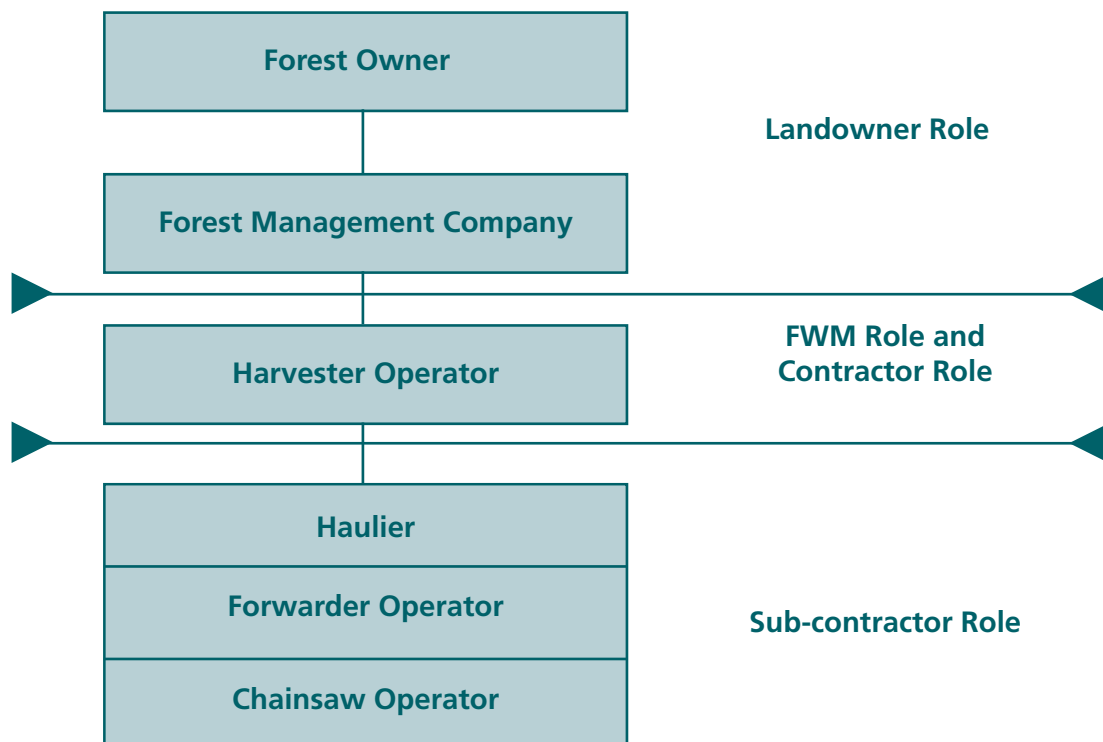 Forest Owner
Landowner Role
Forest Management Company
FWM Role and
Contractor Role
Harvester Operator
Haulier
Forwarder Operator
Sub-contractor Role
Chainsaw Operator